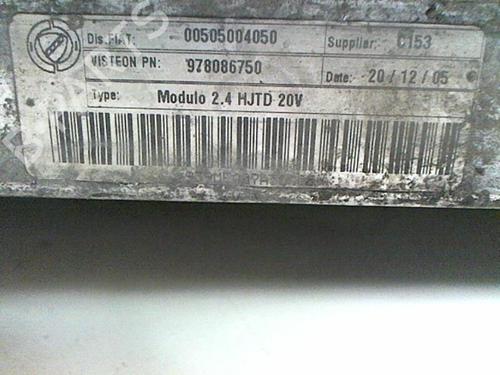 Dis.FIAT: 00505004050 Supplier: C153
VISTEON PN: 978086750 Date: 20/12/05
Type: Modulo 2.4 HJTD 20V